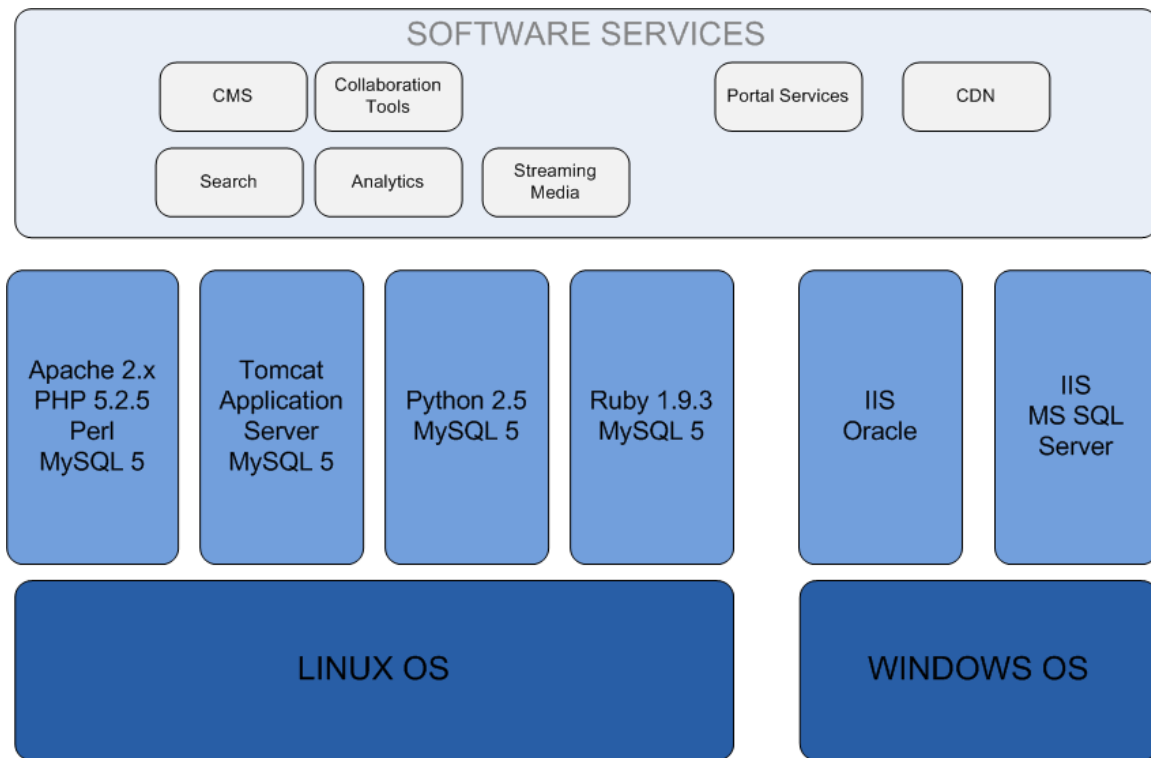 SOFTWARE SERVICES
CMS
Collaboration
Tools
Portal Services
CDN
Search
Analytics
Streaming
Media
Apache 2.x
PHP 5.2.5
Perl
MySQL 5
Tomcat
Application
Server
MySQL 5
Python 2.5
MySQL 5
Ruby 1.9.3
MySQL 5
IIS
Oracle
IIS
MS SQL
Server
LINUX OS
WINDOWS OS